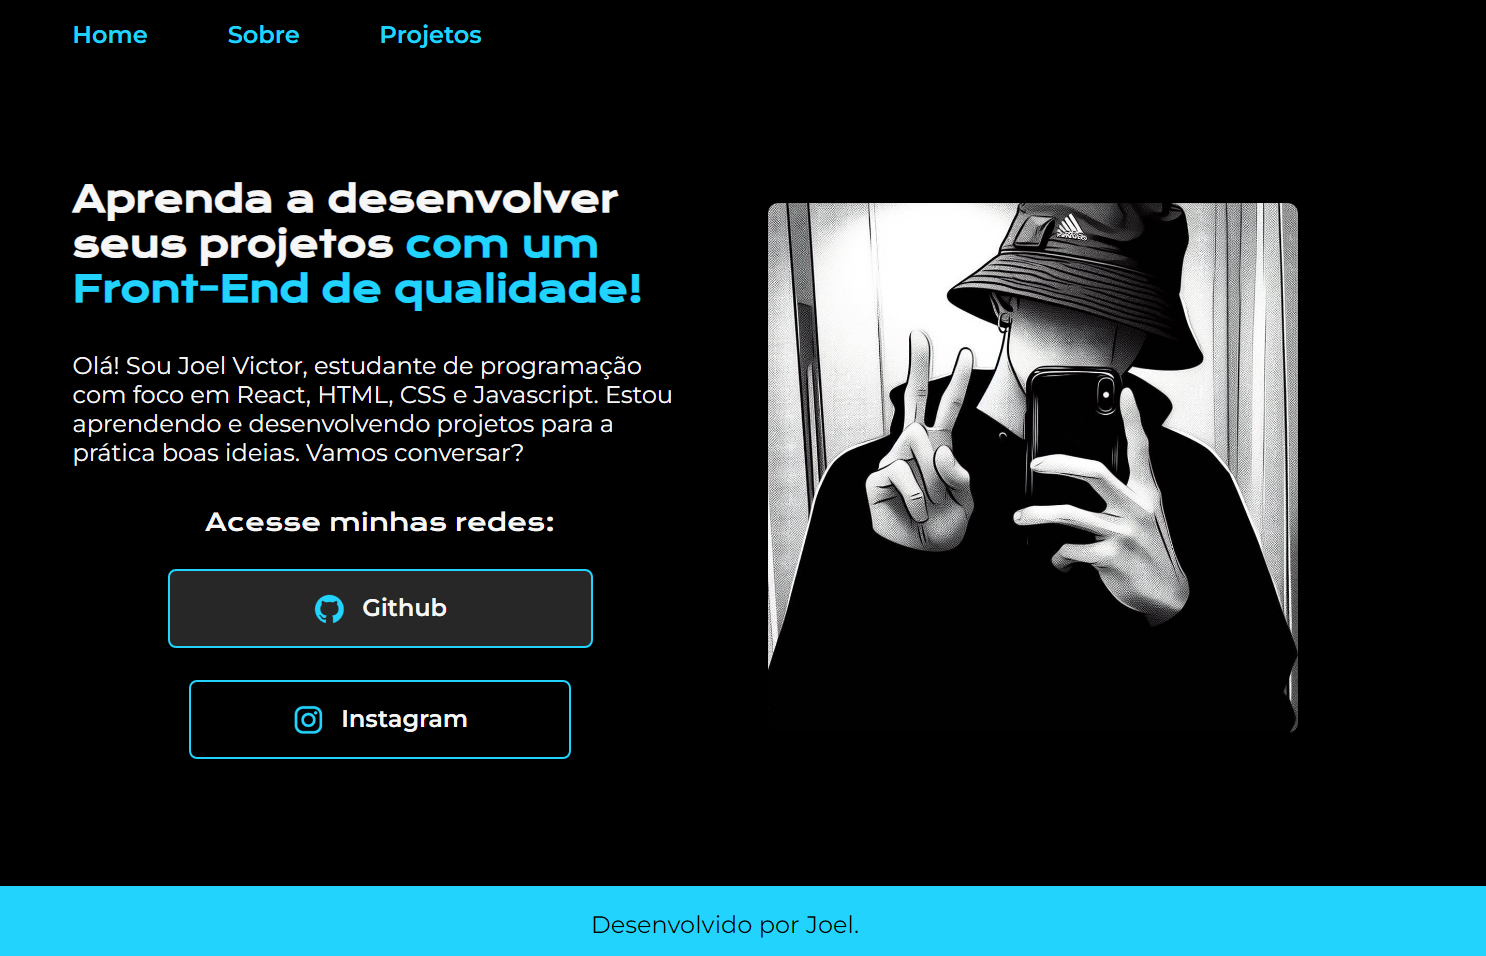 Home Sobre Projetos
Aprenda a desenvolver
seus projetos com um
Front-End de qualidade!
Olá! Sou Joel Victor, estudante de programação
com foco em React, HTML, CSS e Javascript. Estou
aprendendo e desenvolvendo projetos para a
prática boas ideias. Vamos conversar?
Acesse minhas redes:
Github
Instagram
Desenvolvido por Joel.